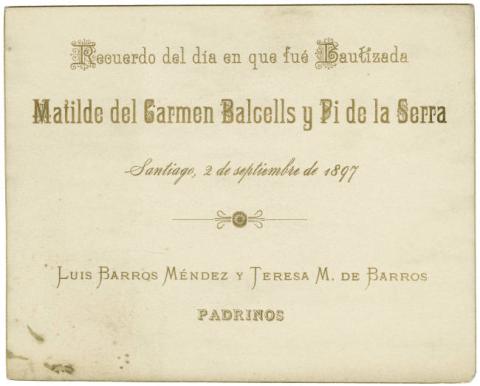 Recuerdo del día en que fué Bautizada
Matilde del Carmen Balcells y Pi de la Serra
Santiago, 2 de septiembre de 1897
Luis Barros Méndez y Teresa M. de Barros
PADRINOS